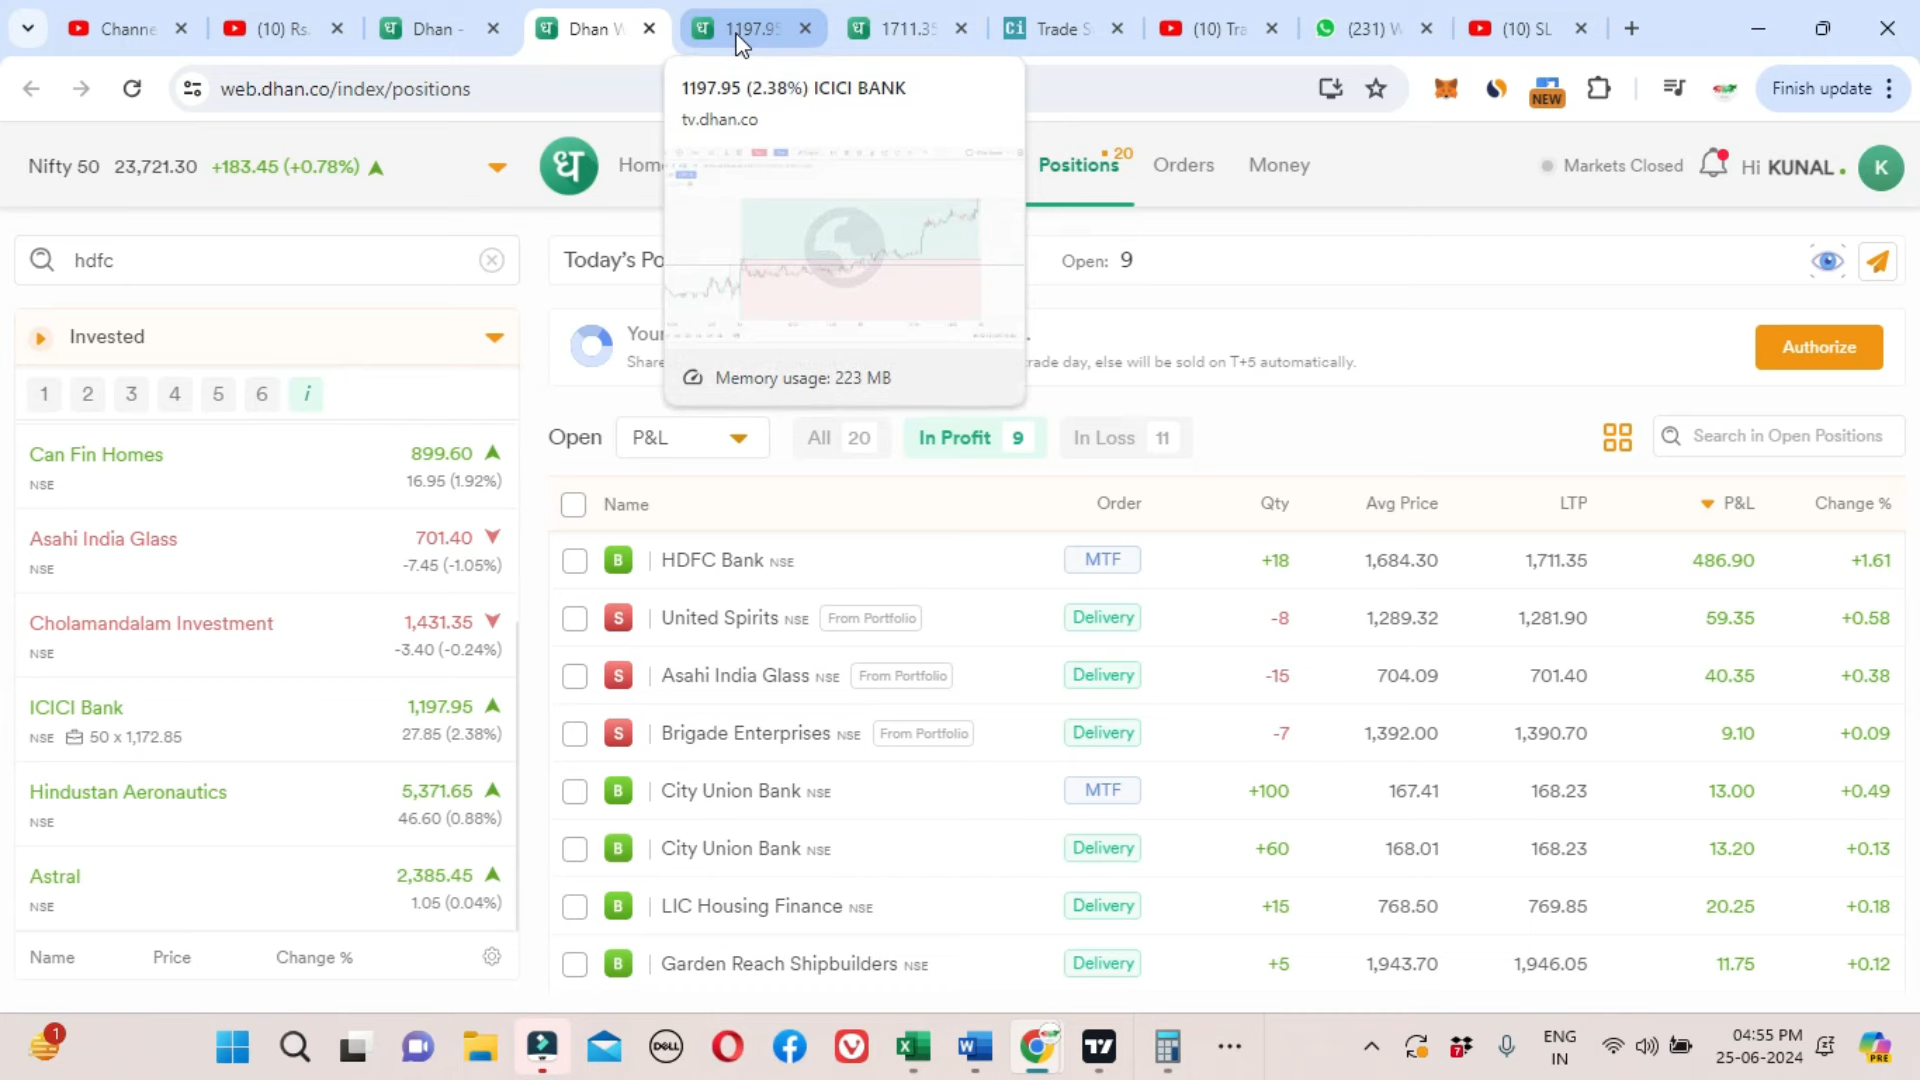 Channe
(10) Rs.
Dhan -
Dhan W
1197.95
1711.35
Trade S
(10) Tra
(231) W
(10) SL
web.dhan.co/index/positions
NEW
Finish update
1197.95 (2.38%) ICICI BANK
tv.dhan.co
Memory usage: 223 MB
Nifty 50 23,721.30 +183.45 (+0.78%)
ध
Hom
Positions 20
Orders
Money
Markets Closed
Hi KUNAL
K
hdfc
Today's Po
Open: 9
Invested
1 2 3 4 5 6 i
You
Share
rade day, else will be sold on T+5 automatically.
Authorize
Open
P&L
All 20
In Profit 9
In Loss 11
Search in Open Positions
Can Fin Homes 899.60
NSE 16.95 (1.92%)
Asahi India Glass 701.40
NSE -7.45 (-1.05%)
Cholamandalam Investment 1,431.35
NSE -3.40 (-0.24%)
ICICI Bank 1,197.95
NSE 50 x 1,172.85 27.85 (2.38%)
Hindustan Aeronautics 5,371.65
NSE 46.60 (0.88%)
Astral 2,385.45
NSE 1.05 (0.04%)
Name Price Change %
Name Order Qty Avg Price LTP P&L Change %
B HDFC Bank NSE MTF +18 1,684.30 1,711.35 486.90 +1.61
S United Spirits NSE From Portfolio Delivery -8 1,289.32 1,281.90 59.35 +0.58
S Asahi India Glass NSE From Portfolio Delivery -15 704.09 701.40 40.35 +0.38
S Brigade Enterprises NSE From Portfolio Delivery -7 1,392.00 1,390.70 9.10 +0.09
B City Union Bank NSE MTF +100 167.41 168.23 13.00 +0.49
B City Union Bank NSE Delivery +60 168.01 168.23 13.20 +0.13
B LIC Housing Finance NSE Delivery +15 768.50 769.85 20.25 +0.18
B Garden Reach Shipbuilders NSE Delivery +5 1,943.70 1,946.05 11.75 +0.12
1
DELL
ENG
IN
04:55 PM
25-06-2024
PRE